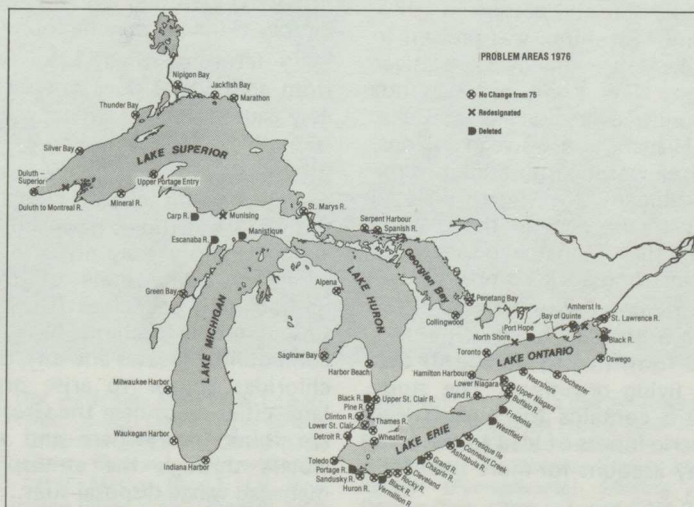 PROBLEM AREAS 1976
No Change from 75
Redesignated
Deleted
Nipigon Bay
Jackfish Bay
Marathon
Thunder Bay
Silver Bay
LAKE SUPERIOR
Duluth –
Superior
Upper Portage Entry
Duluth to Montreal R.
Mineral R.
St. Marys R.
Carp R.
Munising
Serpent Harbour
Spanish R.
Escanaba R.
Manistique
Georgian Bay
Green Bay
Alpena
LAKE HURON
Penetang Bay
Collingwood
LAKE MICHIGAN
Amherst Is.
Bay of Quinte
St. Lawrence R.
Port Hope
North Shore
Black R.
Toronto
LAKE ONTARIO
Oswego
Saginaw Bay
Harbor Beach
Hamilton Harbour
Nearshore
Rochester
Lower Niagara
Upper Niagara
Milwaukee Harbor
Black R.
Upper St. Clair R.
Grand R.
Buffalo R.
Pine R.
Clinton R.
Thames R.
Fredonia
Lower St. Clair
Westfield
Waukegan Harbor
Detroit R.
Wheatley
LAKE ERIE
Presque Ile
Conneaut Creek
Ashtabula R.
Indiana Harbor
Toledo
Grand R.
Chagrin R.
Portage R.
Cleveland
Sandusky R.
Rocky R.
Black R.
Huron R.
Vermillion R.